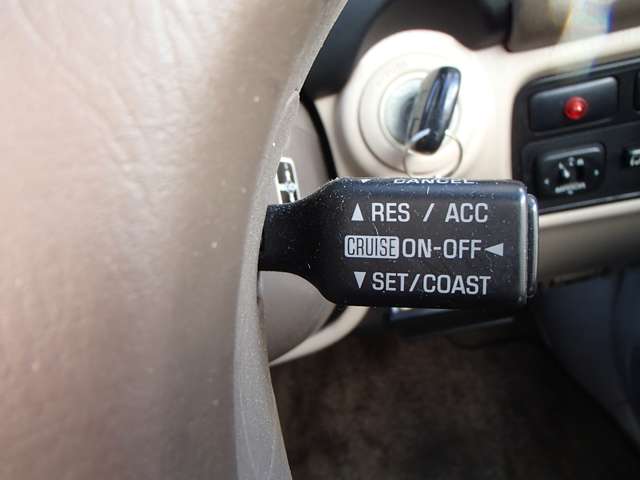 ▼ CANCEL
▲ RES / ACC
CRUISE ON-OFF ◄
▼ SET/COAST